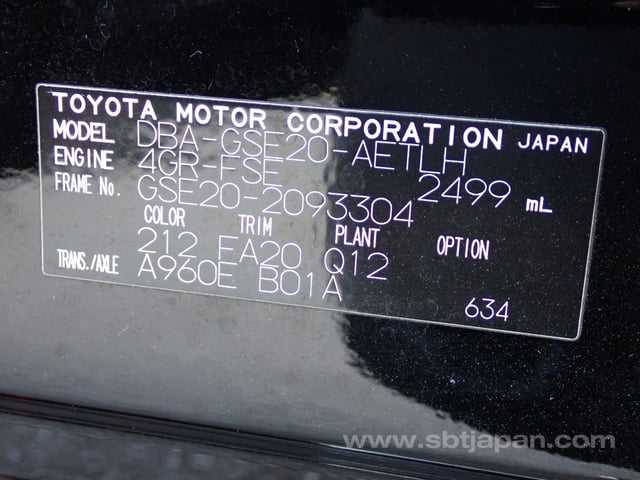 TOYOTA MOTOR CORPORATION JAPAN
MODEL DBA-GSE20-AETLH
ENGINE 4GR-FSE 2499 mL
FRAME No. GSE20-2093304
COLOR TRIM PLANT OPTION
212 FA20 Q12
TRANS./AXLE A960E B01A
634
www.sbtjapan.com